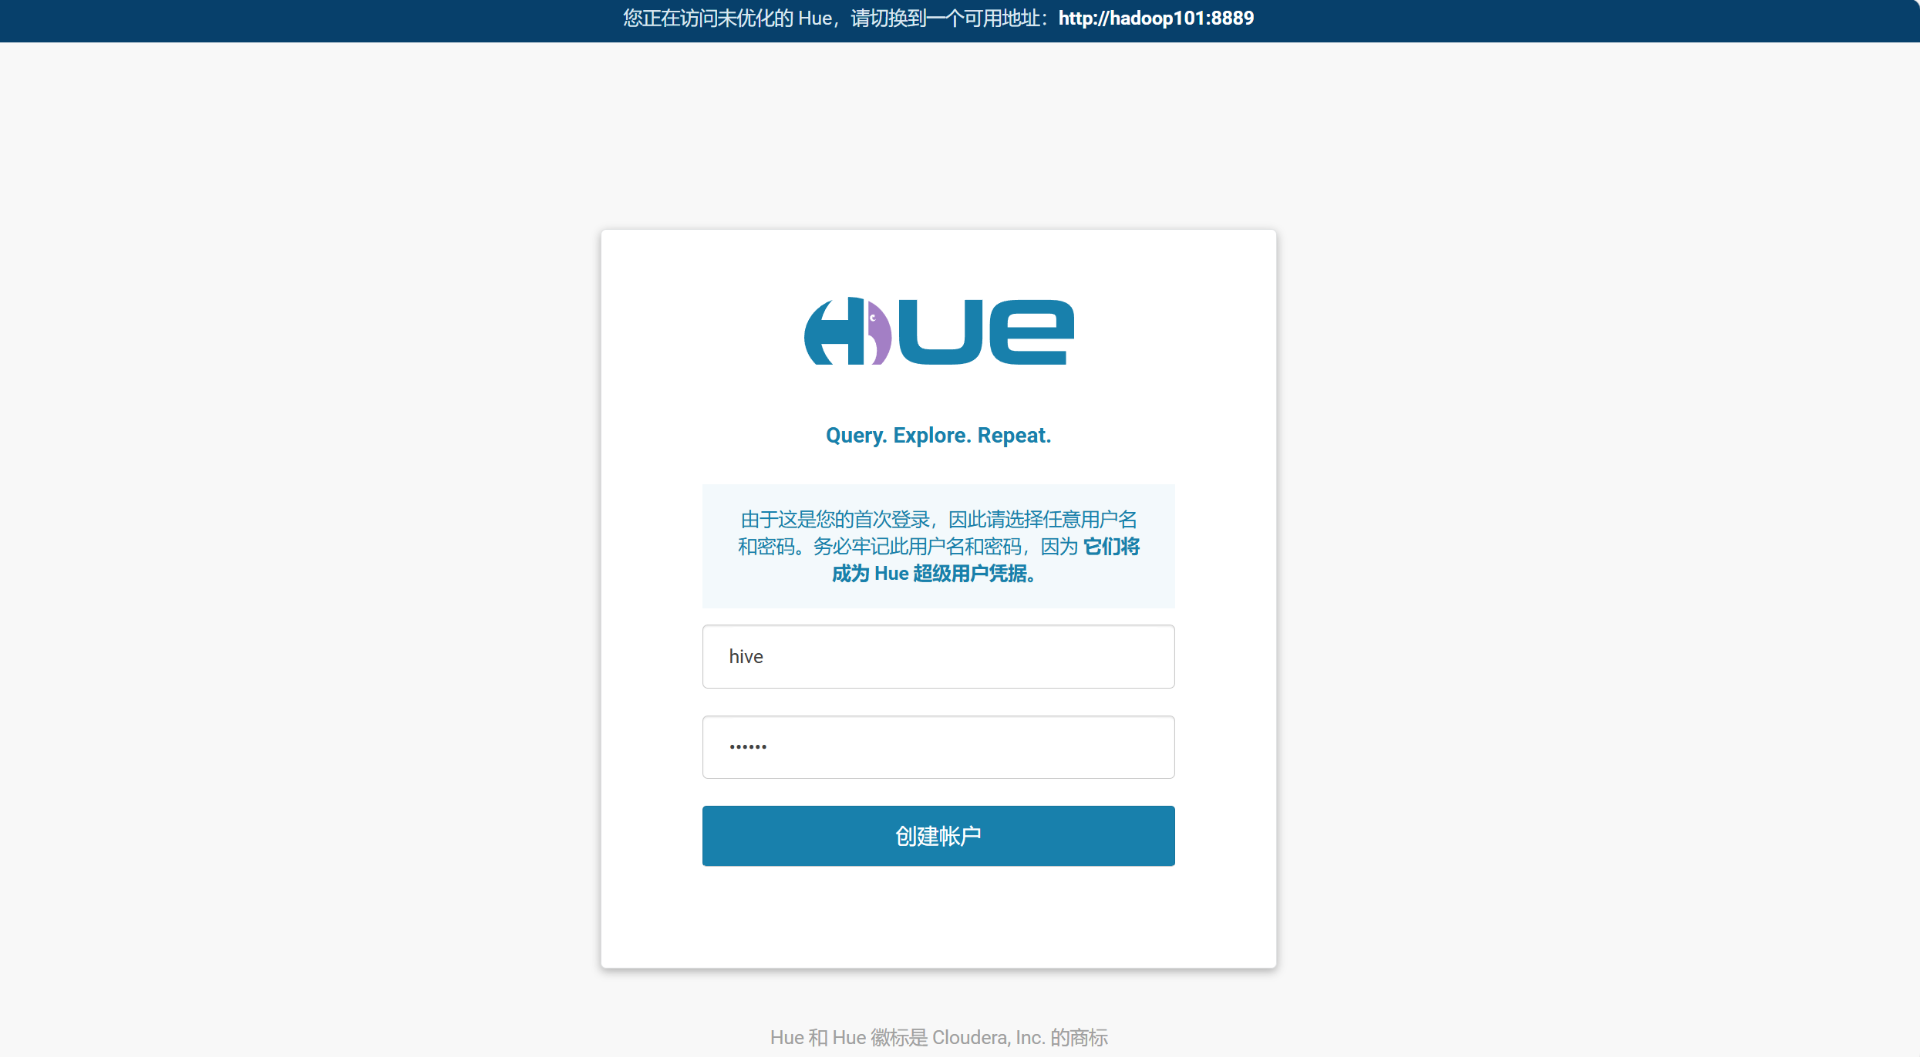 您正在访问未优化的 Hue，请切换到一个可用地址：http://hadoop101:8889
HUE
Query. Explore. Repeat.
由于这是您的首次登录，因此请选择任意用户名
和密码。务必牢记此用户名和密码，因为 它们将
成为 Hue 超级用户凭据。
hive
••••••
创建帐户
Hue 和 Hue 徽标是 Cloudera, Inc. 的商标